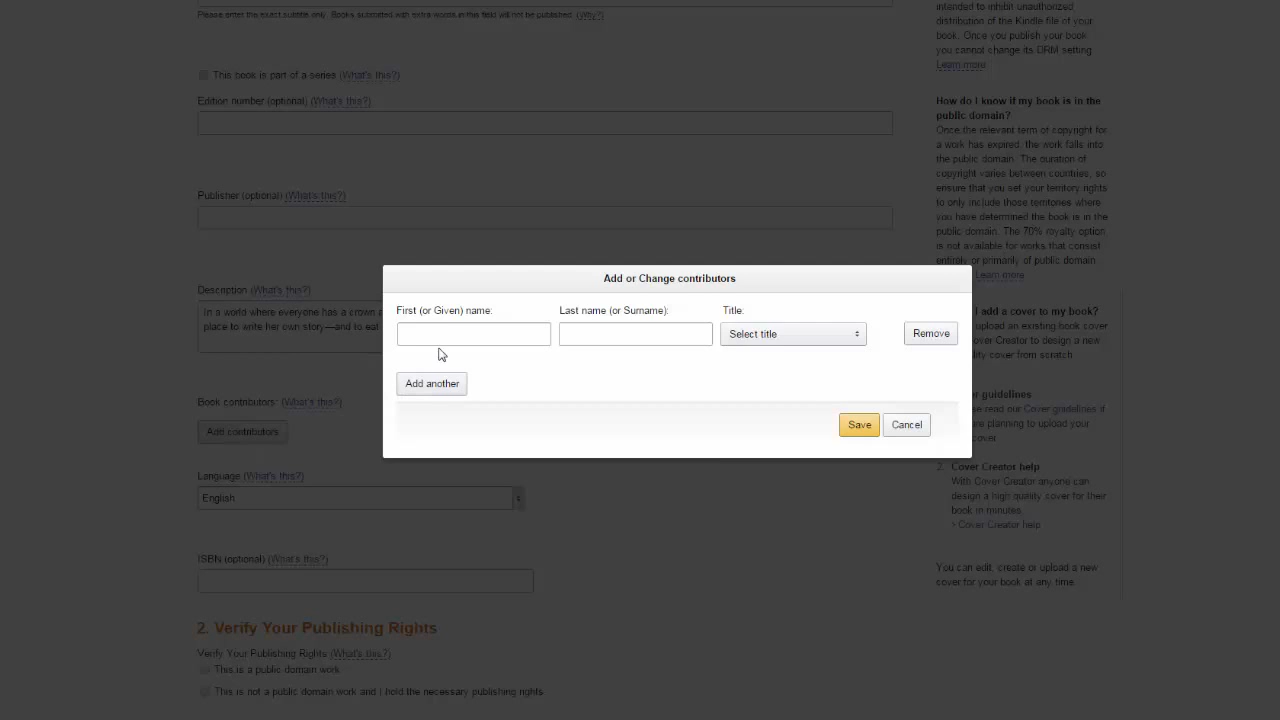 Please enter the exact subtitle only. Books submitted with extra words in this field will not be published. (Why?)
This book is part of a series (What's this?)
Edition number (optional) (What's this?)
Publisher (optional) (What's this?)
Description (What's this?)
In a world where everyone has a crown a
place to write her own story—and to eat
Book contributors: (What's this?)
Add contributors
Language (What's this?)
English
ISBN (optional) (What's this?)
2. Verify Your Publishing Rights
Verify Your Publishing Rights (What's this?)
This is a public domain work
This is not a public domain work and I hold the necessary publishing rights
Add or Change contributors
First (or Given) name:
Last name (or Surname):
Title:
Select title
Remove
Add another
Save
Cancel
intended to inhibit unauthorized
distribution of the Kindle file of your
book. Once you publish your book
you cannot change its DRM setting
Learn more
How do I know if my book is in the
public domain?
Once the relevant term of copyright for
a work has expired, the work falls into
the public domain. The duration of
copyright varies between countries, so
ensure that you set your territory rights
to only include those territories where
you have determined the book is in the
public domain. The 70% royalty option
is not available for works that consist
entirely or primarily of public domain
Learn more
I add a cover to my book?
upload an existing book cover
over Creator to design a new
lity cover from scratch
er guidelines
se read our Cover guidelines if
are planning to upload your
cover
2. Cover Creator help
With Cover Creator anyone can
design a high quality cover for their
book in minutes.
> Cover Creator help
You can edit, create or upload a new
cover for your book at any time.